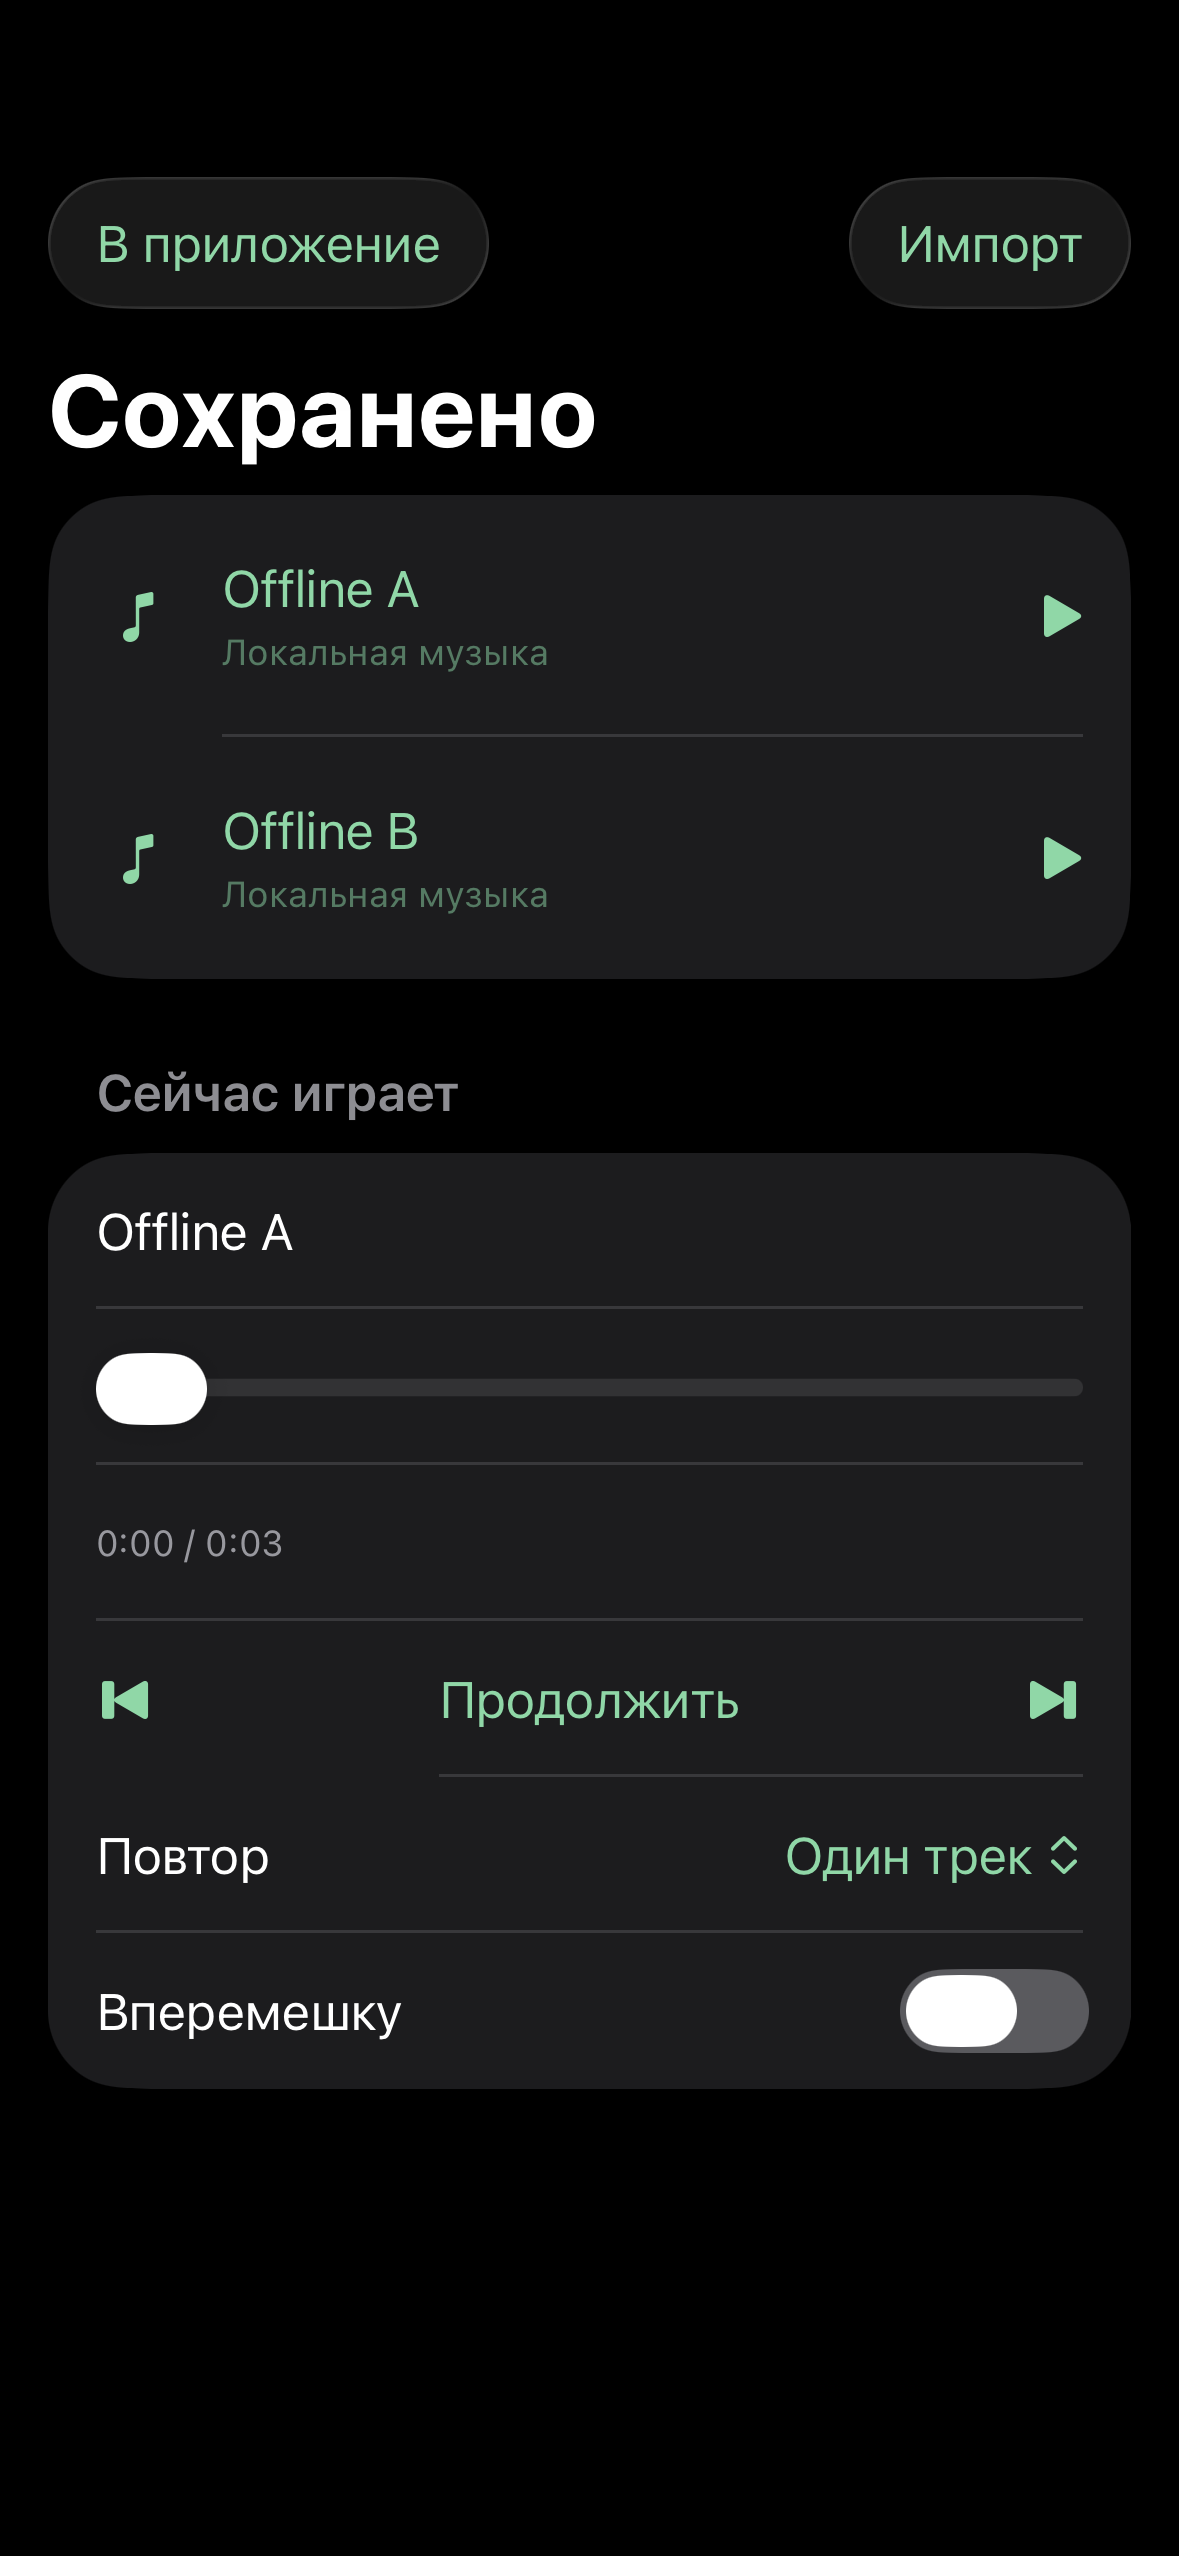 В приложение
Импорт
Сохранено
Offline A
Локальная музыка
Offline B
Локальная музыка
Сейчас играет
Offline A
0:00 / 0:03
Продолжить
Повтор
Один трек
Вперемешку